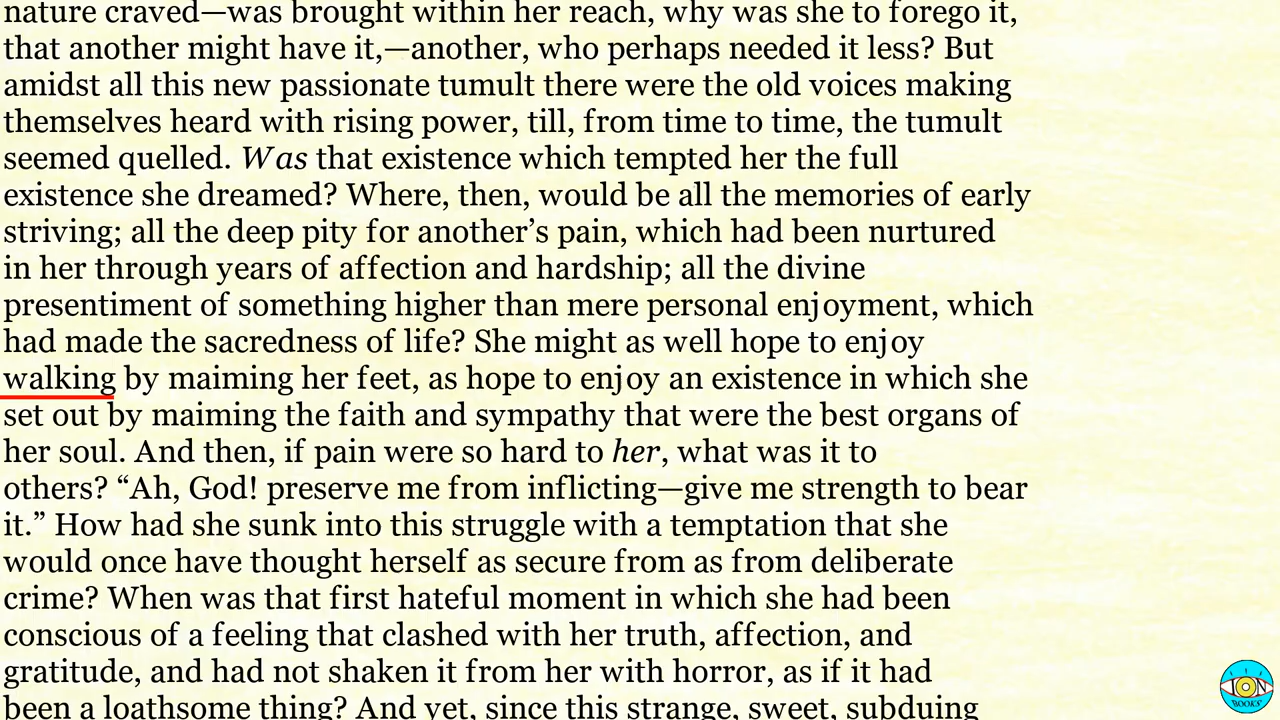 nature craved—was brought within her reach, why was she to forego it,
that another might have it,—another, who perhaps needed it less? But
amidst all this new passionate tumult there were the old voices making
themselves heard with rising power, till, from time to time, the tumult
seemed quelled. Was that existence which tempted her the full
existence she dreamed? Where, then, would be all the memories of early
striving; all the deep pity for another’s pain, which had been nurtured
in her through years of affection and hardship; all the divine
presentiment of something higher than mere personal enjoyment, which
had made the sacredness of life? She might as well hope to enjoy
walking by maiming her feet, as hope to enjoy an existence in which she
set out by maiming the faith and sympathy that were the best organs of
her soul. And then, if pain were so hard to her, what was it to
others? “Ah, God! preserve me from inflicting—give me strength to bear
it.” How had she sunk into this struggle with a temptation that she
would once have thought herself as secure from as from deliberate
crime? When was that first hateful moment in which she had been
conscious of a feeling that clashed with her truth, affection, and
gratitude, and had not shaken it from her with horror, as if it had
been a loathsome thing? And yet, since this strange, sweet, subduing
ION
BOOKS